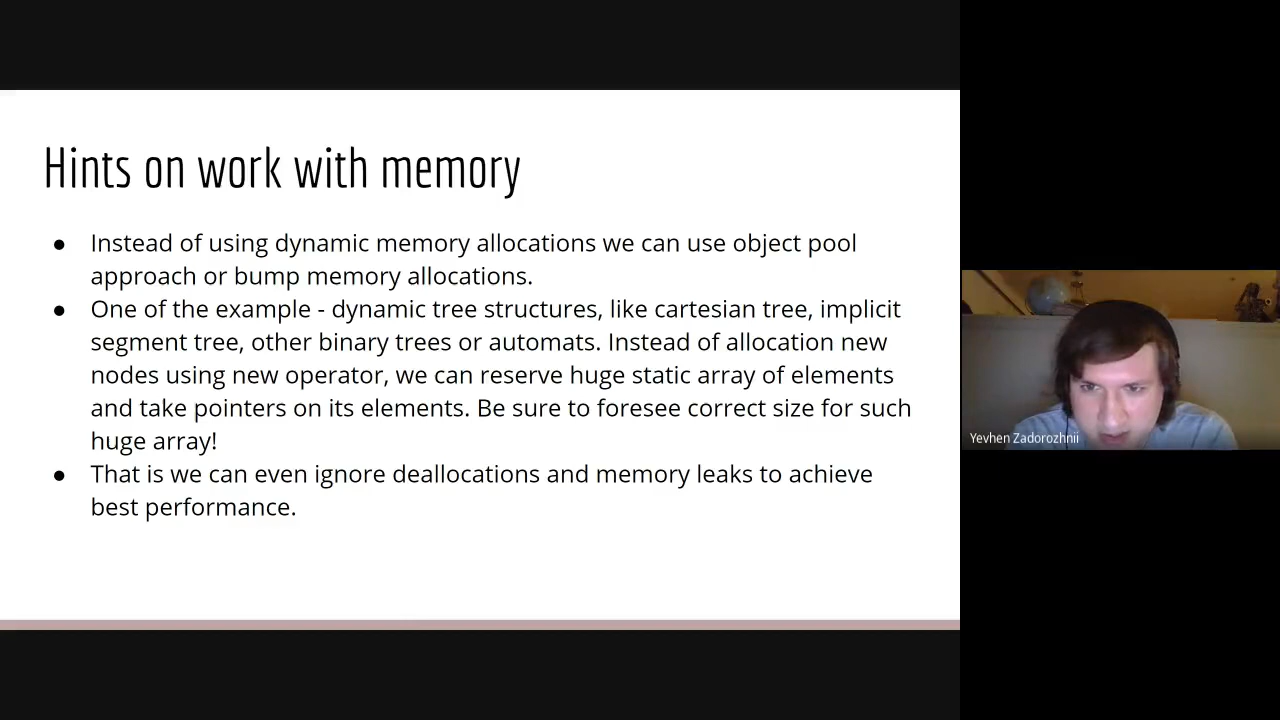 Hints on work with memory
● Instead of using dynamic memory allocations we can use object pool
approach or bump memory allocations.
● One of the example - dynamic tree structures, like cartesian tree, implicit
segment tree, other binary trees or automats. Instead of allocation new
nodes using new operator, we can reserve huge static array of elements
and take pointers on its elements. Be sure to foresee correct size for such
huge array!
● That is we can even ignore deallocations and memory leaks to achieve
best performance.
Yevhen Zadorozhnii